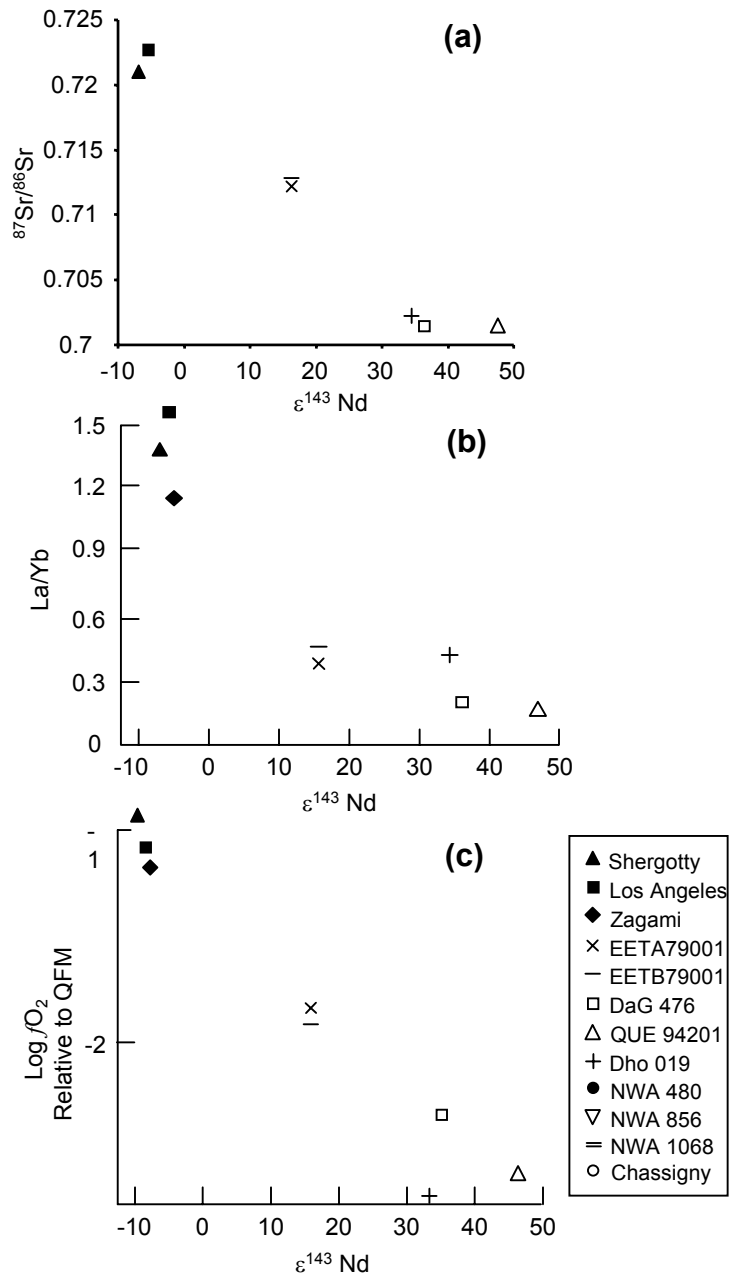 (a)
0.725
0.72
0.715
0.71
0.705
0.7
87Sr/86Sr
-10 0 10 20 30 40 50
ε143 Nd
(b)
1.5
1.2
0.9
0.6
0.3
0
La/Yb
-10 0 10 20 30 40 50
ε143 Nd
(c)
-
1
-2
Log fO2
Relative to QFM
-10 0 10 20 30 40 50
ε143 Nd
Shergotty
Los Angeles
Zagami
EETA79001
EETB79001
DaG 476
QUE 94201
Dho 019
NWA 480
NWA 856
NWA 1068
Chassigny